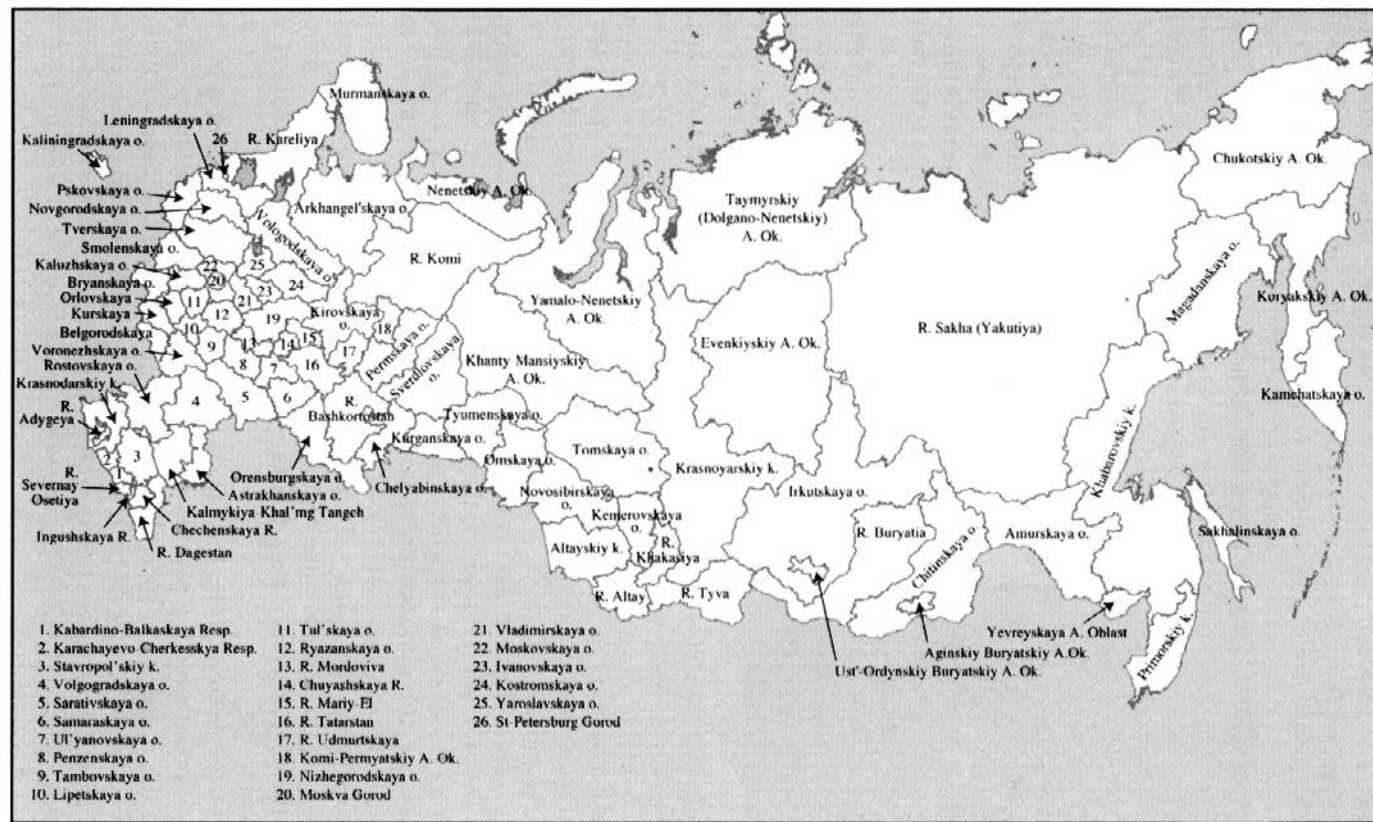 Murmanskaya o.
Leningradskaya o.
26
R. Kareliya
Kaliningradskaya o.
Chukotskiy A. Ok.
Pskovskaya o.
Nenetskiy A. Ok.
Arkhangel'skaya o.
Taymyrskiy
(Dolgano-Nenetskiy)
A. Ok.
Novgorodskaya o.
Tverskaya o.
Vologodskaya o.
Smolenskaya o.
Magadanskaya o.
R. Komi
Kaluzhskaya o.
22
25
Bryanskaya o.
20
24
Koryakskiy A. Ok.
Orlovskaya
11
21
23
Yamalo-Nenetskiy
A. Ok.
Kurskaya
12
19
Kirovskaya
o.
18
R. Sakha (Yakutiya)
Belgorodskaya
10
9
13
14
15
17
Permskaya o.
Sverdlovskaya
o.
Evenkiyskiy A. Ok.
Voronezhskaya o.
8
7
16
Khanty Mansiyskiy
A. Ok.
Rostovskaya o.
Krasnodarskiy k.
Kamchatskaya o.
R.
Adygeya
4
5
6
R.
Bashkortostan
Tyumenskaya o.
Khabarovskiy k.
Kurganskaya o.
2
3
1
Omskaya o.
Tomskaya o.
Krasnoyarskiy k.
R.
Severnay
Osetiya
Orenburgskaya o.
Astrakhanskaya o.
Chelyabinskaya o.
Novosibirskaya
o.
Irkutskaya o.
Kalmykiya-Khal'mg Tangch
Kemerovskaya
o.
Ingushskaya R.
Chechenskaya R.
R. Buryatia
Chitinskaya o.
Amurskaya o.
Sakhalinskaya o.
R. Dagestan
Altayskiy k.
R.
Khakasiya
R. Altay
R. Tyva
Yevreyskaya A. Oblast
Primorskiy k.
Aginskiy Buryatskiy A.Ok.
Ust'-Ordynskiy Buryatskiy A. Ok.
1. Kabardino-Balkaskaya Resp.
2. Karachayevo-Cherkesskya Resp.
3. Stavropol'skiy k.
4. Volgogradskaya o.
5. Sarativskaya o.
6. Samaraskaya o.
7. Ul'yanovskaya o.
8. Penzenskaya o.
9. Tambovskaya o.
10. Lipetskaya o.
11. Tul'skaya o.
12. Ryazanskaya o.
13. R. Mordoviva
14. Chuyashskaya R.
15. R. Mariy-El
16. R. Tatarstan
17. R. Udmurtskaya
18. Komi-Permyatskiy A. Ok.
19. Nizhegorodskaya o.
20. Moskva Gorod
21. Vladimirskaya o.
22. Moskovskaya o.
23. Ivanovskaya o.
24. Kostromskaya o.
25. Yaroslavskaya o.
26. St-Petersburg Gorod